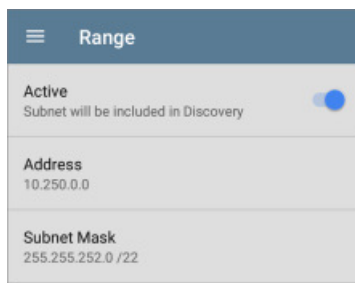 Range
Active
Subnet will be included in Discovery
Address
10.250.0.0
Subnet Mask
255.255.252.0 /22